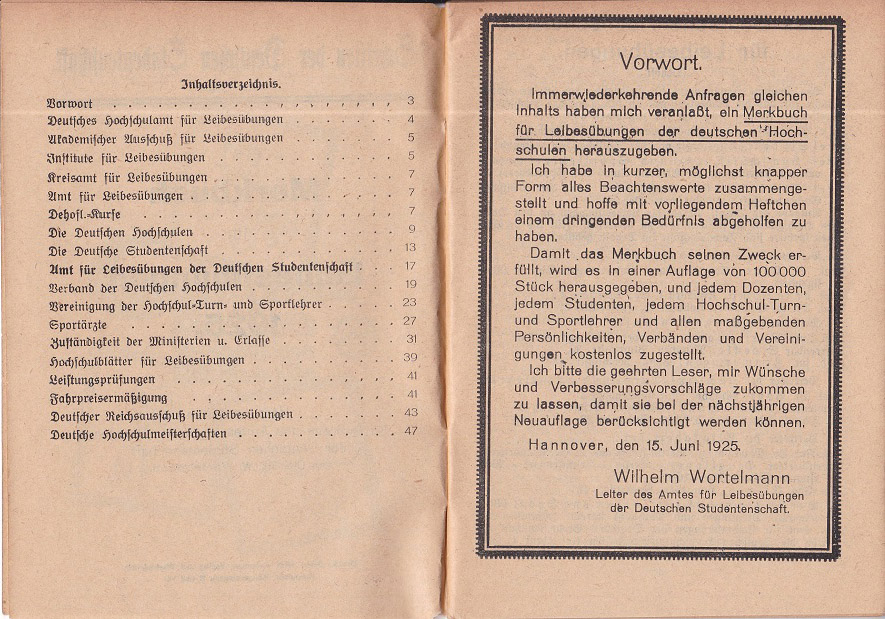 Inhaltsverzeichnis.
Vorwort . . . . . . . . . . . . . . . . . 3
Deutsches Hochschulamt für Leibesübungen . . . . . . 4
Akademischer Ausschuß für Leibesübungen . . . . . . 5
Institute für Leibesübungen . . . . . . . . . . . 5
Kreisamt für Leibesübungen . . . . . . . . . . . 7
Amt für Leibesübungen . . . . . . . . . . . . 7
Dehofl.-Kurse . . . . . . . . . . . . . . . 7
Die Deutschen Hochschulen . . . . . . . . . . . 9
Die Deutsche Studentenschaft . . . . . . . . . . 13
Amt für Leibesübungen der Deutschen Studentenschaft . . . 17
Verband der Deutschen Hochschulen . . . . . . . . 19
Vereinigung der Hochschul-Turn- und Sportlehrer . . . . 23
Sportärzte . . . . . . . . . . . . . . . 27
Zuständigkeit der Ministerien u. Erlasse . . . . . . . 31
Hochschulblätter für Leibesübungen . . . . . . . . 39
Leistungsprüfungen . . . . . . . . . . . . . 41
Fahrpreisermäßigung . . . . . . . . . . . . . 41
Deutscher Reichsausschuß für Leibesübungen . . . . . . 43
Deutsche Hochschulmeisterschaften . . . . . . . . . 47
Vorwort.
Immerwiederkehrende Anfragen gleichen
Inhalts haben mich veranlaßt, ein Merkbuch
für Leibesübungen der deutschen Hoch-
schulen herauszugeben.
Ich habe in kurzer, möglichst knapper
Form alles Beachtenswerte zusammenge-
stellt und hoffe mit vorliegendem Heftchen
einem dringenden Bedürfnis abgeholfen zu
haben.
Damit das Merkbuch seinen Zweck er-
füllt, wird es in einer Auflage von 100000
Stück herausgegeben, und jedem Dozenten,
jedem Studenten, jedem Hochschul-Turn-
und Sportlehrer und allen maßgebenden
Persönlichkeiten, Verbänden und Vereini-
gungen kostenlos zugestellt.
Ich bitte die geehrten Leser, mir Wünsche
und Verbesserungsvorschläge zukommen
zu lassen, damit sie bei der nächstjährigen
Neuauflage berücksichtigt werden können.
Hannover, den 15. Juni 1925.
Wilhelm Wortelmann
Leiter des Amtes für Leibesübungen
der Deutschen Studentenschaft.